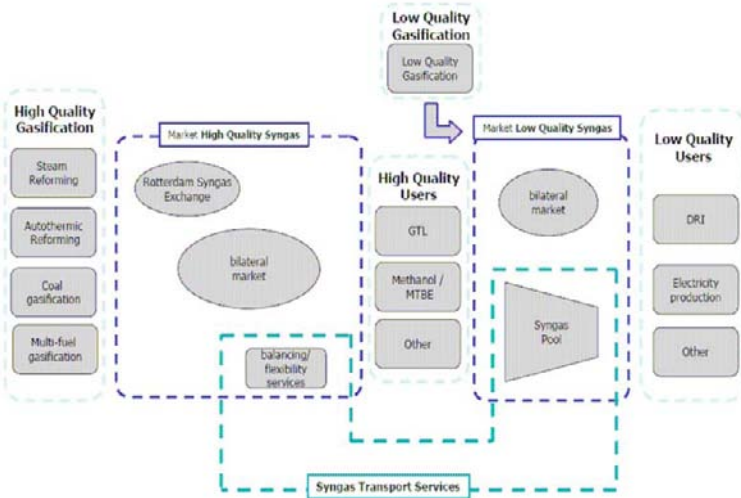 Low Quality
Gasification
Low Quality
Gasification
High Quality
Gasification
Steam
Reforming
Autothermic
Reforming
Coal
gasification
Multi-fuel
gasification
Market High Quality Syngas
Rotterdam Syngas
Exchange
bilateral
market
balancing/
flexibility
services
High Quality
Users
GTL
Methanol /
MTBE
Other
Market Low Quality Syngas
bilateral
market
Syngas
Pool
Low Quality
Users
DRI
Electricity
production
Other
Syngas Transport Services